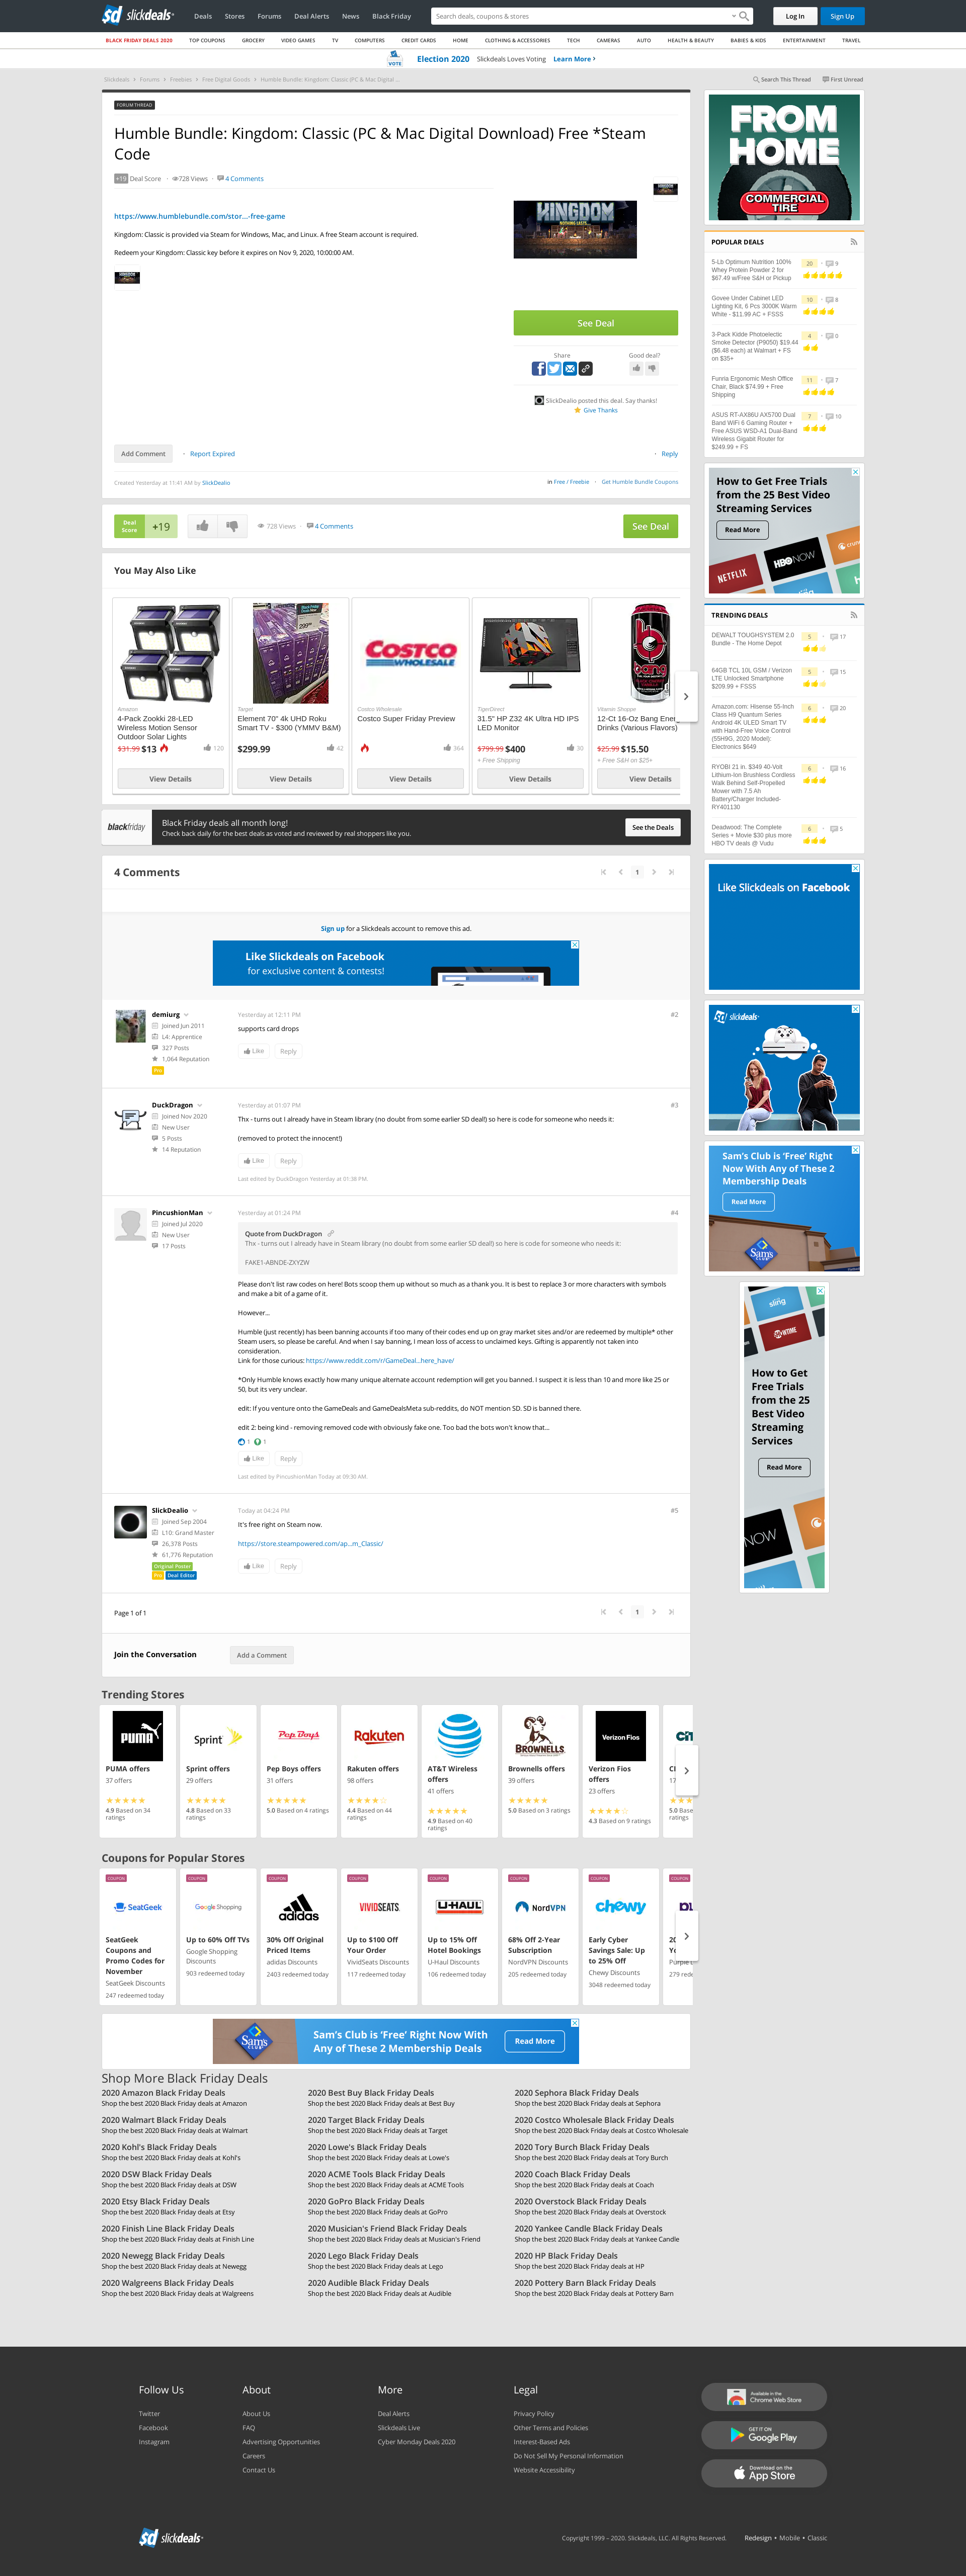 sd slickdeals
Deals Stores Forums Deal Alerts News Black Friday
Search deals, coupons & stores
Log In Sign Up
BLACK FRIDAY DEALS 2020 TOP COUPONS GROCERY VIDEO GAMES TV COMPUTERS CREDIT CARDS HOME CLOTHING & ACCESSORIES TECH CAMERAS AUTO HEALTH & BEAUTY BABIES & KIDS ENTERTAINMENT TRAVEL
VOTE Election 2020 Slickdeals Loves Voting Learn More
Slickdeals Forums Freebies Free Digital Goods Humble Bundle: Kingdom: Classic (PC & Mac Digital ...
Search This Thread First Unread
FORUM THREAD
Humble Bundle: Kingdom: Classic (PC & Mac Digital Download) Free *Steam
Code
+19 Deal Score 728 Views 4 Comments
https://www.humblebundle.com/stor...-free-game
Kingdom: Classic is provided via Steam for Windows, Mac, and Linux. A free Steam account is required.
Redeem your Kingdom: Classic key before it expires on Nov 9, 2020, 10:00:00 AM.
KINGDOM
See Deal
Share Good deal?
SlickDealio posted this deal. Say thanks!
Give Thanks
Add Comment Report Expired Reply
Created Yesterday at 11:41 AM by SlickDealio
in Free / Freebie Get Humble Bundle Coupons
Deal
Score
+19
728 Views 4 Comments
See Deal
You May Also Like
Amazon
4-Pack Zookki 28-LED
Wireless Motion Sensor
Outdoor Solar Lights
$31.99 $13 120
View Details
Target
Element 70" 4k UHD Roku
Smart TV - $300 (YMMV B&M)
$299.99 42
View Details
COSTCO
WHOLESALE
Costco Wholesale
Costco Super Friday Preview
364
View Details
TigerDirect
31.5" HP Z32 4K Ultra HD IPS
LED Monitor
$799.99 $400 30
+ Free Shipping
View Details
bang
Vitamin Shoppe
12-Ct 16-Oz Bang Energ
Drinks (Various Flavors)
$25.99 $15.50
+ Free S&H on $25+
View Details
blackfriday
Black Friday deals all month long!
Check back daily for the best deals as voted and reviewed by real shoppers like you.
See the Deals
4 Comments
1
Sign up for a Slickdeals account to remove this ad.
Like Slickdeals on Facebook
for exclusive content & contests!
demiurg
Joined Jun 2011
L4: Apprentice
327 Posts
1,064 Reputation
Pro
Yesterday at 12:11 PM #2
supports card drops
Like Reply
DuckDragon
Joined Nov 2020
New User
5 Posts
14 Reputation
Yesterday at 01:07 PM #3
Thx - turns out I already have in Steam library (no doubt from some earlier SD deal!) so here is code for someone who needs it:
(removed to protect the innocent!)
Like Reply
Last edited by DuckDragon Yesterday at 01:38 PM.
PincushionMan
Joined Jul 2020
New User
17 Posts
Yesterday at 01:24 PM #4
Quote from DuckDragon
Thx - turns out I already have in Steam library (no doubt from some earlier SD deal!) so here is code for someone who needs it:
FAKE1-ABNDE-ZXYZW
Please don't list raw codes on here! Bots scoop them up without so much as a thank you. It is best to replace 3 or more characters with symbols
and make a bit of a game of it.
However...
Humble (just recently) has been banning accounts if too many of their codes end up on gray market sites and/or are redeemed by multiple* other
Steam users, so please be careful. And when I say banning, I mean loss of access to unclaimed keys. Gifting is apparently not taken into
consideration.
Link for those curious: https://www.reddit.com/r/GameDeal...here_have/
*Only Humble knows exactly how many unique alternate account redemption will get you banned. I suspect it is less than 10 and more like 25 or
50, but its very unclear.
edit: If you venture onto the GameDeals and GameDealsMeta sub-reddits, do NOT mention SD. SD is banned there.
edit 2: being kind - removing removed code with obviously fake one. Too bad the bots won't know that...
1 1
Like Reply
Last edited by PincushionMan Today at 09:30 AM.
SlickDealio
Joined Sep 2004
L10: Grand Master
26,378 Posts
61,776 Reputation
Original Poster
Pro Deal Editor
Today at 04:24 PM #5
It's free right on Steam now.
https://store.steampowered.com/ap...m_Classic/
Like Reply
Page 1 of 1
1
Join the Conversation Add a Comment
Trending Stores
PUMA
PUMA offers
37 offers
4.9 Based on 34
ratings
Sprint
Sprint offers
29 offers
4.8 Based on 33
ratings
Pep Boys
Pep Boys offers
31 offers
5.0 Based on 4 ratings
Rakuten
Rakuten offers
98 offers
4.4 Based on 44
ratings
AT&T Wireless
offers
41 offers
4.9 Based on 40
ratings
BROWNELLS
Brownells offers
39 offers
5.0 Based on 3 ratings
Verizon Fios
Verizon Fios
offers
23 offers
4.3 Based on 9 ratings
5.0 Base
ratings
Coupons for Popular Stores
COUPON
SeatGeek
SeatGeek
Coupons and
Promo Codes for
November
SeatGeek Discounts
247 redeemed today
COUPON
Google Shopping
Up to 60% Off TVs
Google Shopping
Discounts
903 redeemed today
COUPON
adidas
30% Off Original
Priced Items
adidas Discounts
2403 redeemed today
COUPON
VIVIDSEATS
Up to $100 Off
Your Order
VividSeats Discounts
117 redeemed today
COUPON
U-HAUL
Up to 15% Off
Hotel Bookings
U-Haul Discounts
106 redeemed today
COUPON
NordVPN
68% Off 2-Year
Subscription
NordVPN Discounts
205 redeemed today
COUPON
chewy
Early Cyber
Savings Sale: Up
to 25% Off
Chewy Discounts
3048 redeemed today
COUPON
Sam's CLUB
Sam's Club is 'Free' Right Now With
Any of These 2 Membership Deals
Read More
Shop More Black Friday Deals
2020 Amazon Black Friday Deals
Shop the best 2020 Black Friday deals at Amazon
2020 Best Buy Black Friday Deals
Shop the best 2020 Black Friday deals at Best Buy
2020 Sephora Black Friday Deals
Shop the best 2020 Black Friday deals at Sephora
2020 Walmart Black Friday Deals
Shop the best 2020 Black Friday deals at Walmart
2020 Target Black Friday Deals
Shop the best 2020 Black Friday deals at Target
2020 Costco Wholesale Black Friday Deals
Shop the best 2020 Black Friday deals at Costco Wholesale
2020 Kohl's Black Friday Deals
Shop the best 2020 Black Friday deals at Kohl's
2020 Lowe's Black Friday Deals
Shop the best 2020 Black Friday deals at Lowe's
2020 Tory Burch Black Friday Deals
Shop the best 2020 Black Friday deals at Tory Burch
2020 DSW Black Friday Deals
Shop the best 2020 Black Friday deals at DSW
2020 ACME Tools Black Friday Deals
Shop the best 2020 Black Friday deals at ACME Tools
2020 Coach Black Friday Deals
Shop the best 2020 Black Friday deals at Coach
2020 Etsy Black Friday Deals
Shop the best 2020 Black Friday deals at Etsy
2020 GoPro Black Friday Deals
Shop the best 2020 Black Friday deals at GoPro
2020 Overstock Black Friday Deals
Shop the best 2020 Black Friday deals at Overstock
2020 Finish Line Black Friday Deals
Shop the best 2020 Black Friday deals at Finish Line
2020 Musician's Friend Black Friday Deals
Shop the best 2020 Black Friday deals at Musician's Friend
2020 Yankee Candle Black Friday Deals
Shop the best 2020 Black Friday deals at Yankee Candle
2020 Newegg Black Friday Deals
Shop the best 2020 Black Friday deals at Newegg
2020 Lego Black Friday Deals
Shop the best 2020 Black Friday deals at Lego
2020 HP Black Friday Deals
Shop the best 2020 Black Friday deals at HP
2020 Walgreens Black Friday Deals
Shop the best 2020 Black Friday deals at Walgreens
2020 Audible Black Friday Deals
Shop the best 2020 Black Friday deals at Audible
2020 Pottery Barn Black Friday Deals
Shop the best 2020 Black Friday deals at Pottery Barn
FROM
HOME
COMMERCIAL
TIRE
POPULAR DEALS
5-Lb Optimum Nutrition 100%
Whey Protein Powder 2 for
$67.49 w/Free S&H or Pickup
20 9
Govee Under Cabinet LED
Lighting Kit, 6 Pcs 3000K Warm
White - $11.99 AC + FSSS
10 8
3-Pack Kidde Photoelectic
Smoke Detector (P9050) $19.44
($6.48 each) at Walmart + FS
on $35+
4 0
Funria Ergonomic Mesh Office
Chair, Black $74.99 + Free
Shipping
11 7
ASUS RT-AX86U AX5700 Dual
Band WiFi 6 Gaming Router +
Free ASUS WSD-A1 Dual-Band
Wireless Gigabit Router for
$249.99 + FS
7 10
How to Get Free Trials
from the 25 Best Video
Streaming Services
Read More
NETFLIX HBO NOW crunc
TRENDING DEALS
DEWALT TOUGHSYSTEM 2.0
Bundle - The Home Depot
5 17
64GB TCL 10L GSM / Verizon
LTE Unlocked Smartphone
$209.99 + FSSS
5 15
Amazon.com: Hisense 55-Inch
Class H9 Quantum Series
Android 4K ULED Smart TV
with Hand-Free Voice Control
(55H9G, 2020 Model):
Electronics $649
6 20
RYOBI 21 in. $349 40-Volt
Lithium-Ion Brushless Cordless
Walk Behind Self-Propelled
Mower with 7.5 Ah
Battery/Charger Included-
RY401130
6 16
Deadwood: The Complete
Series + Movie $30 plus more
HBO TV deals @ Vudu
6 5
Like Slickdeals on Facebook
sd slickdeals
Sam's Club is 'Free' Right
Now With Any of These 2
Membership Deals
Read More
Sam's
sling
SHOWTIME
How to Get
Free Trials
from the 25
Best Video
Streaming
Services
Read More
NOW
Follow Us
Twitter
Facebook
Instagram
About
About Us
FAQ
Advertising Opportunities
Careers
Contact Us
More
Deal Alerts
Slickdeals Live
Cyber Monday Deals 2020
Legal
Privacy Policy
Other Terms and Policies
Interest-Based Ads
Do Not Sell My Personal Information
Website Accessibility
Available in the
Chrome Web Store
GET IT ON
Google Play
Download on the
App Store
sd slickdeals
Copyright 1999 – 2020. Slickdeals, LLC. All Rights Reserved. Redesign • Mobile • Classic